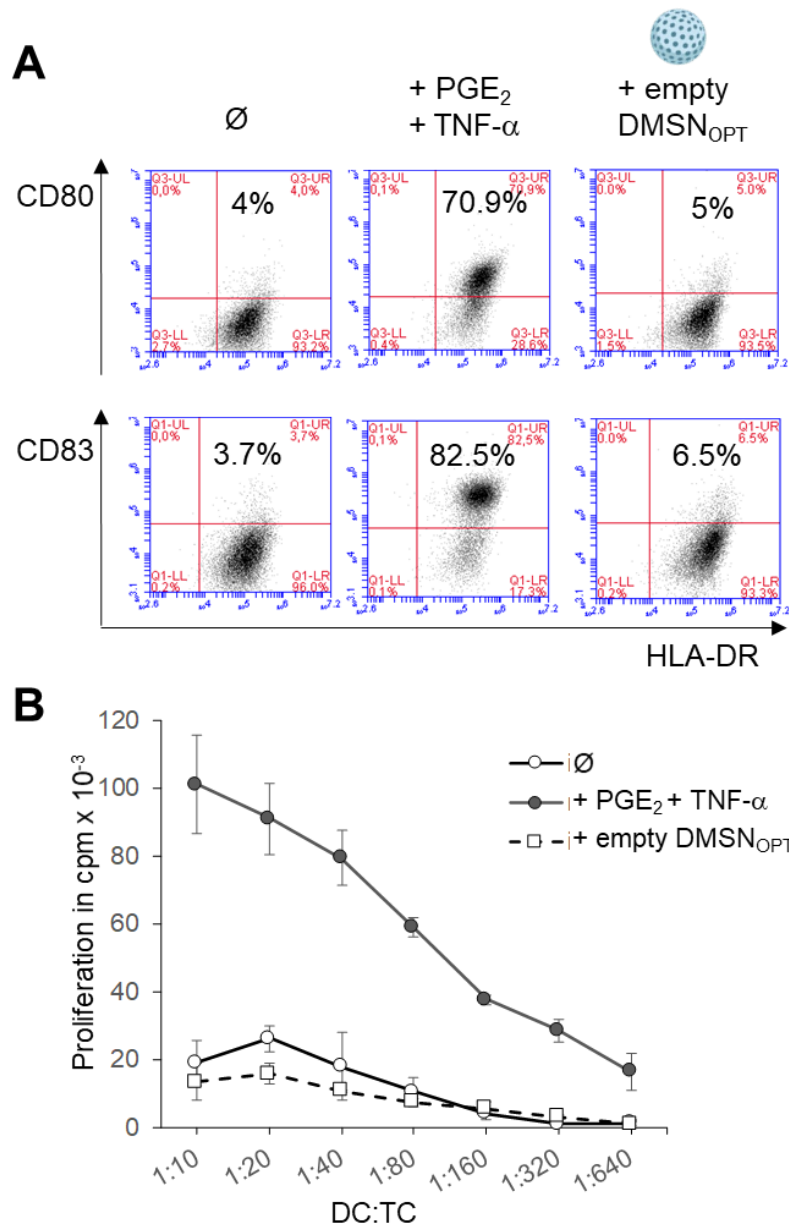 A
Ø
+ PGE₂
+ TNF-α
+ empty
DMSN_OPT
CD80
Q3-UL
0,0%
Q3-UR
4,0%
4%
Q3-LL
2.7%
Q3-LR
93.2%
Q3-UL
0,1%
Q3-UR
70,9%
70.9%
Q3-LL
0.4%
Q3-LR
28.6%
Q3-UL
0.0%
Q3-UR
5.0%
5%
Q3-LL
1.5%
Q3-LR
93.5%
CD83
Q1-UL
0,0%
Q1-UR
3,7%
3.7%
Q1-LL
0.2%
Q1-LR
96.0%
Q1-UL
0,1%
Q1-UR
82,5%
82.5%
Q1-LL
0.1%
Q1-LR
17.3%
Q1-UL
0.0%
Q1-UR
6.5%
6.5%
Q1-LL
0.2%
Q1-LR
93.3%
HLA-DR
B
Proliferation in cpm x 10⁻³
120
100
80
60
40
20
0
Ø
+ PGE₂ + TNF-α
+ empty DMSN_OPT
1:10 1:20 1:40 1:80 1:160 1:320 1:640
DC:TC